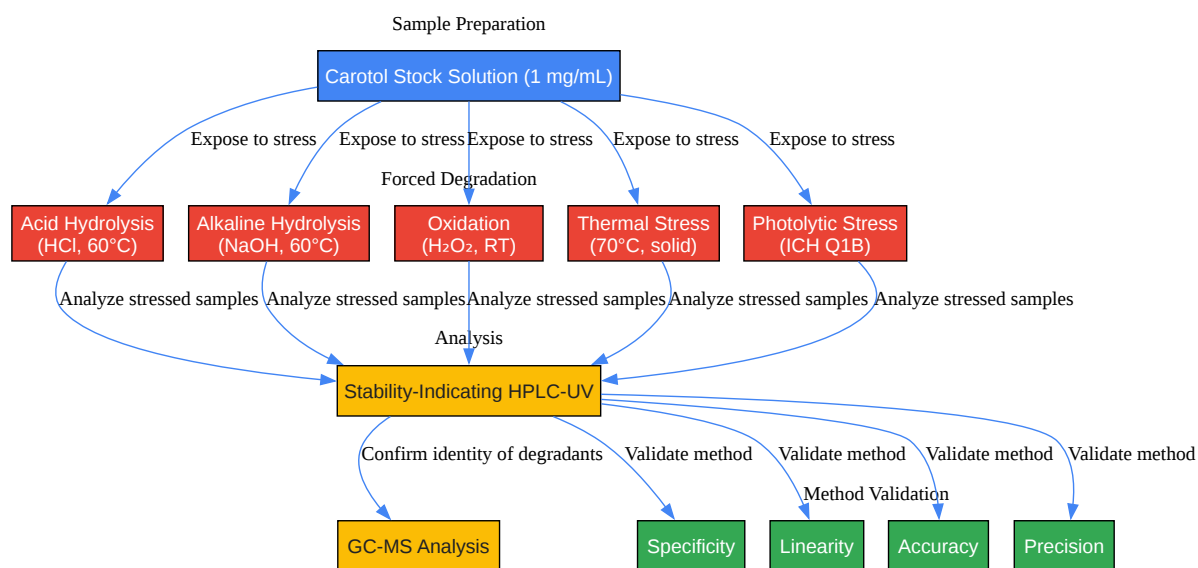 Sample Preparation
Carotol Stock Solution (1 mg/mL)
Expose to stress
Expose to stress
Expose to stress
Expose to stress
Expose to stress
Forced Degradation
Acid Hydrolysis
(HCl, 60°C)
Alkaline Hydrolysis
(NaOH, 60°C)
Oxidation
(H₂O₂, RT)
Thermal Stress
(70°C, solid)
Photolytic Stress
(ICH Q1B)
Analyze stressed samples
Analyze stressed samples
Analyze stressed samples
Analyze stressed samples
Analyze stressed samples
Analysis
Stability-Indicating HPLC-UV
Confirm identity of degradants
Validate method
Validate method
Validate method
Validate method
Method Validation
GC-MS Analysis
Specificity
Linearity
Accuracy
Precision